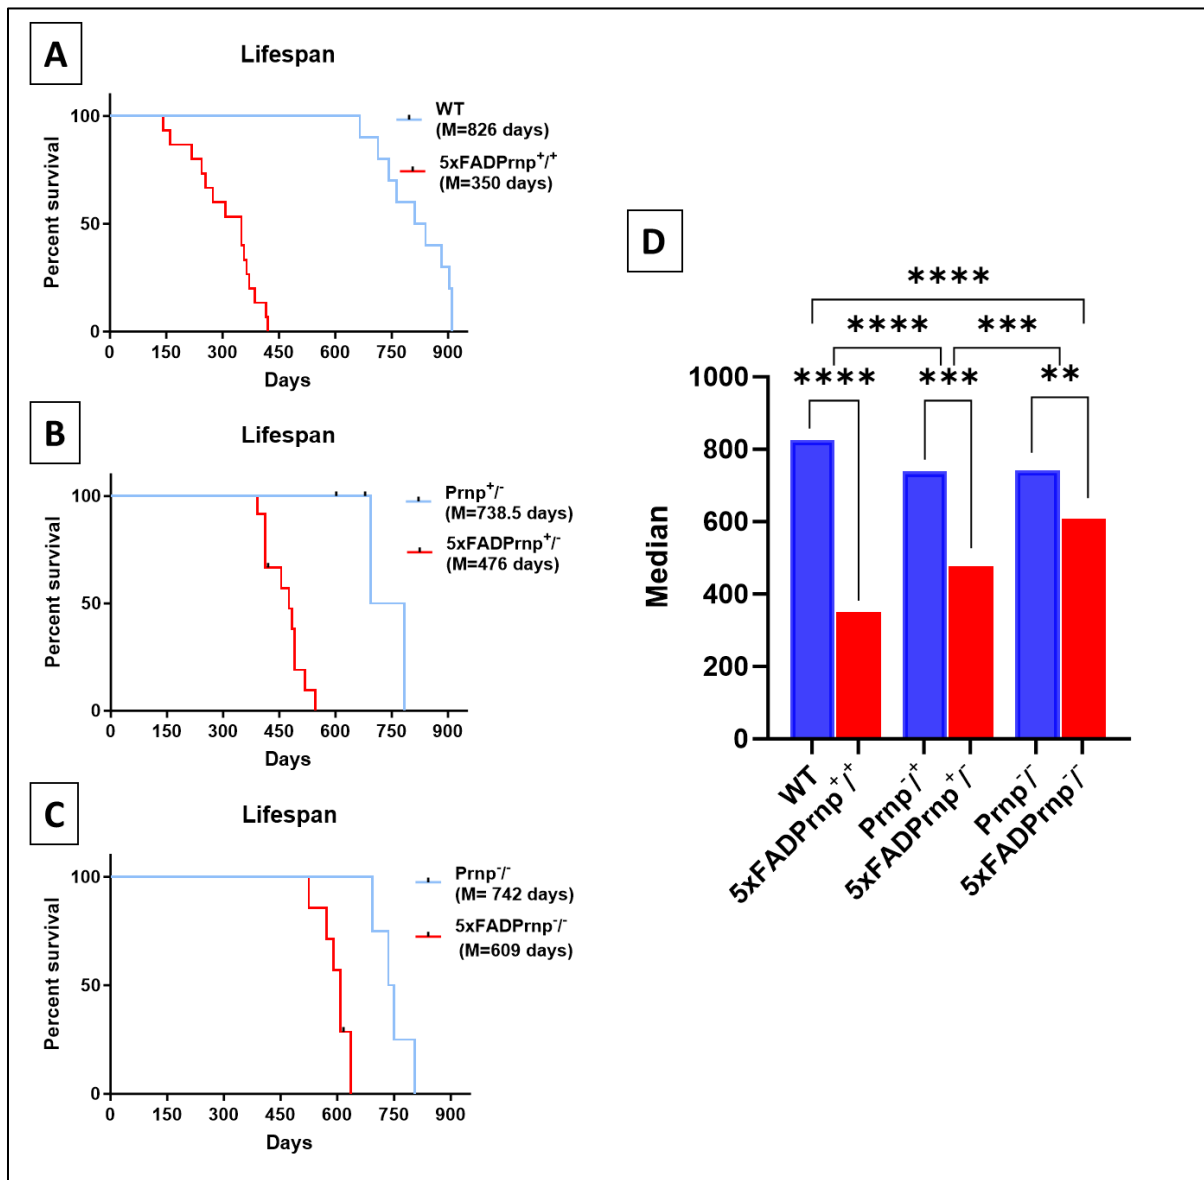 A
Lifespan
WT
(M=826 days)
5xFADPrnp⁺/⁺
(M=350 days)
Percent survival
100
50
0
0 150 300 450 600 750 900
Days
B
Lifespan
Prnp⁺/⁻
(M=738.5 days)
5xFADPrnp⁺/⁻
(M=476 days)
Percent survival
100
50
0
0 150 300 450 600 750 900
Days
C
Lifespan
Prnp⁻/⁻
(M= 742 days)
5xFADPrnp⁻/⁻
(M=609 days)
Percent survival
100
50
0
0 150 300 450 600 750 900
Days
D
****
**** ***
**** *** **
Median
1000
800
600
400
200
0
WT
5xFADPrnp⁺/⁺
Prnp⁻/⁺
5xFADPrnp⁺/⁻
Prnp⁻/⁻
5xFADPrnp⁻/⁻